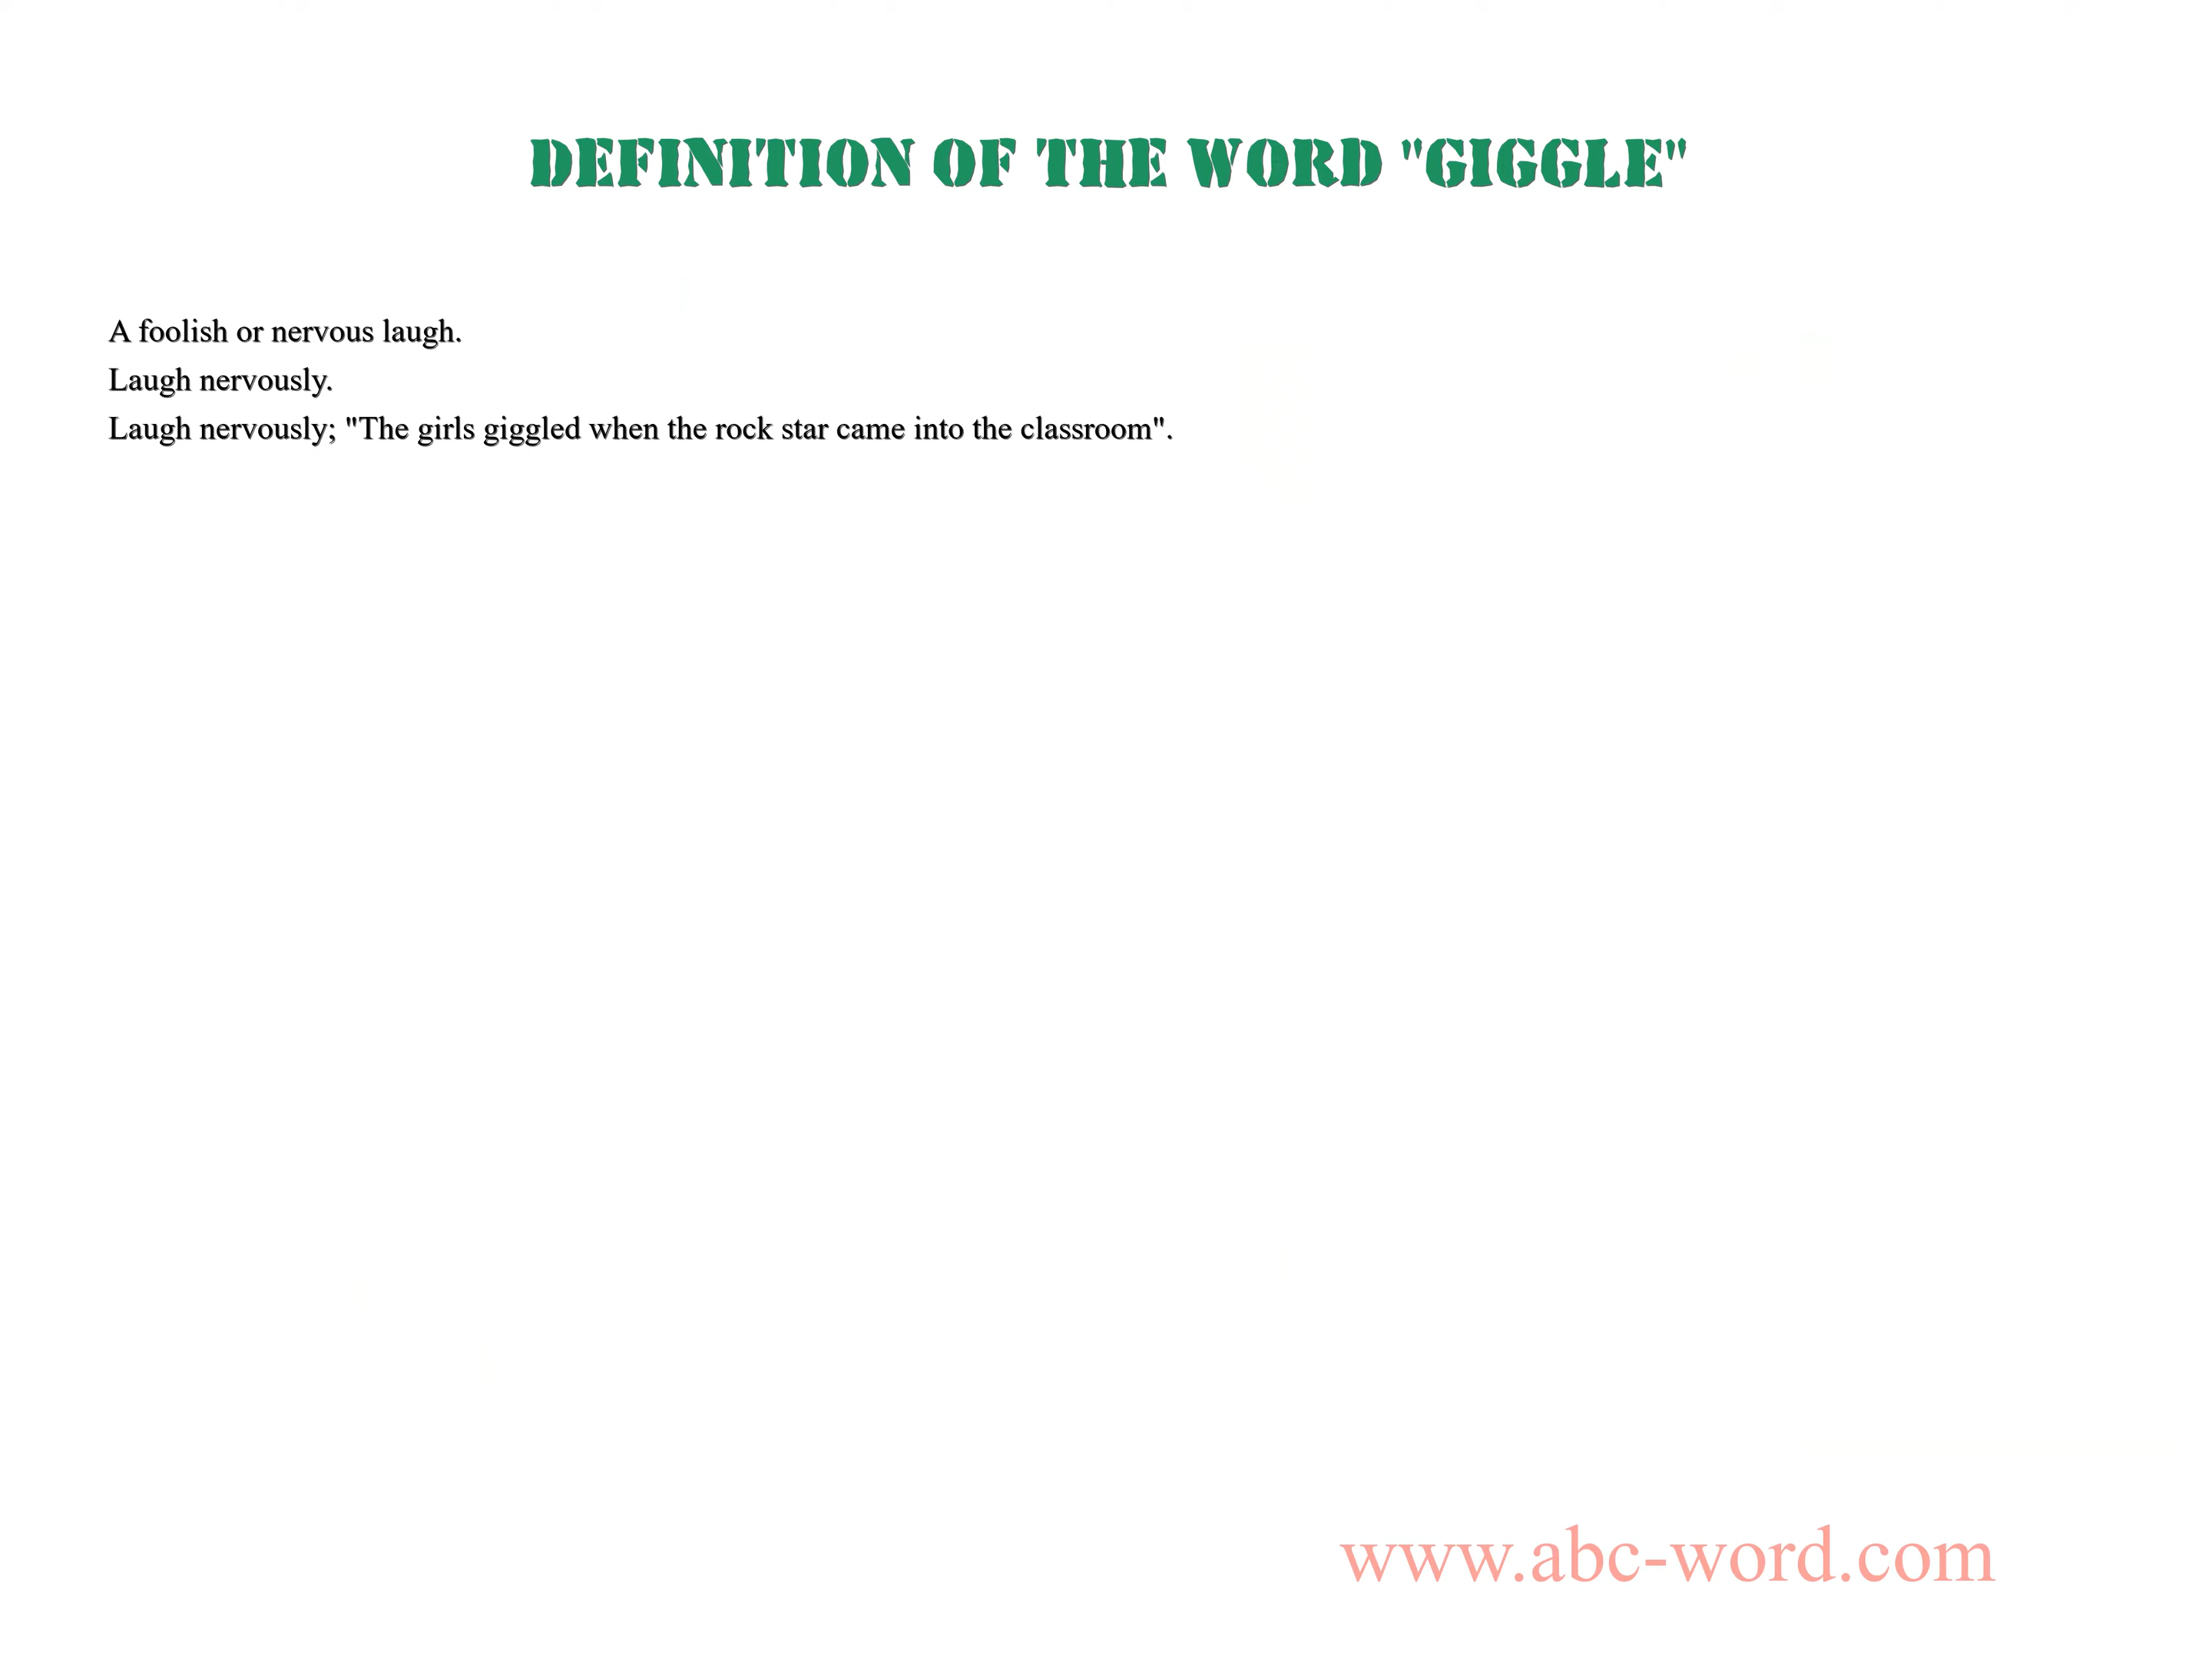 DEFINITION OF THE WORD "GIGGLE"
A foolish or nervous laugh.
Laugh nervously.
Laugh nervously; "The girls giggled when the rock star came into the classroom".
www.abc-word.com